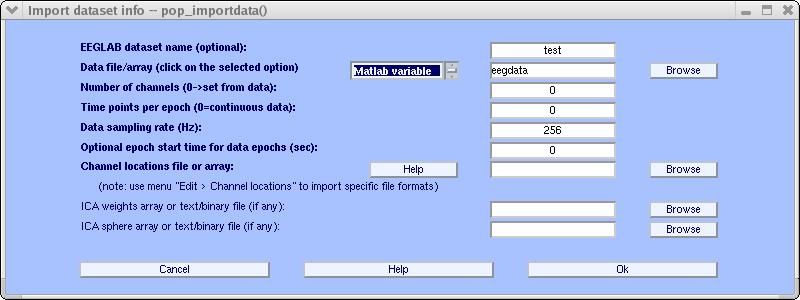 Import dataset info -- pop_importdata()
EEGLAB dataset name (optional): test
Data file/array (click on the selected option) Matlab variable eegdata Browse
Number of channels (0->set from data): 0
Time points per epoch (0=continuous data): 0
Data sampling rate (Hz): 256
Optional epoch start time for data epochs (sec): 0
Channel locations file or array: Help Browse
(note: use menu "Edit > Channel locations" to import specific file formats)
ICA weights array or text/binary file (if any): Browse
ICA sphere array or text/binary file (if any): Browse
Cancel Help Ok